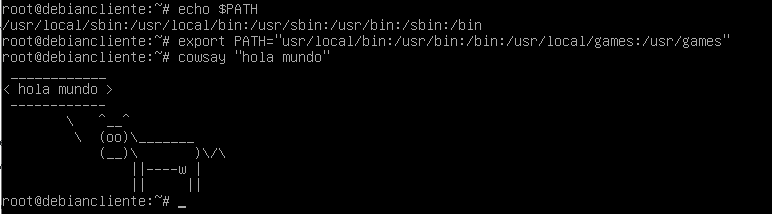 root@debiancliente:~# echo $PATH
/usr/local/sbin:/usr/local/bin:/usr/sbin:/usr/bin:/sbin:/bin
root@debiancliente:~# export PATH="usr/local/bin:/usr/bin:/bin:/usr/local/games:/usr/games"
root@debiancliente:~# cowsay "hola mundo"
 ____________
< hola mundo >
 ------------
        \   ^__^
         \  (oo)\_______
            (__)\       )\/\
                ||----w |
                ||     ||
root@debiancliente:~# _